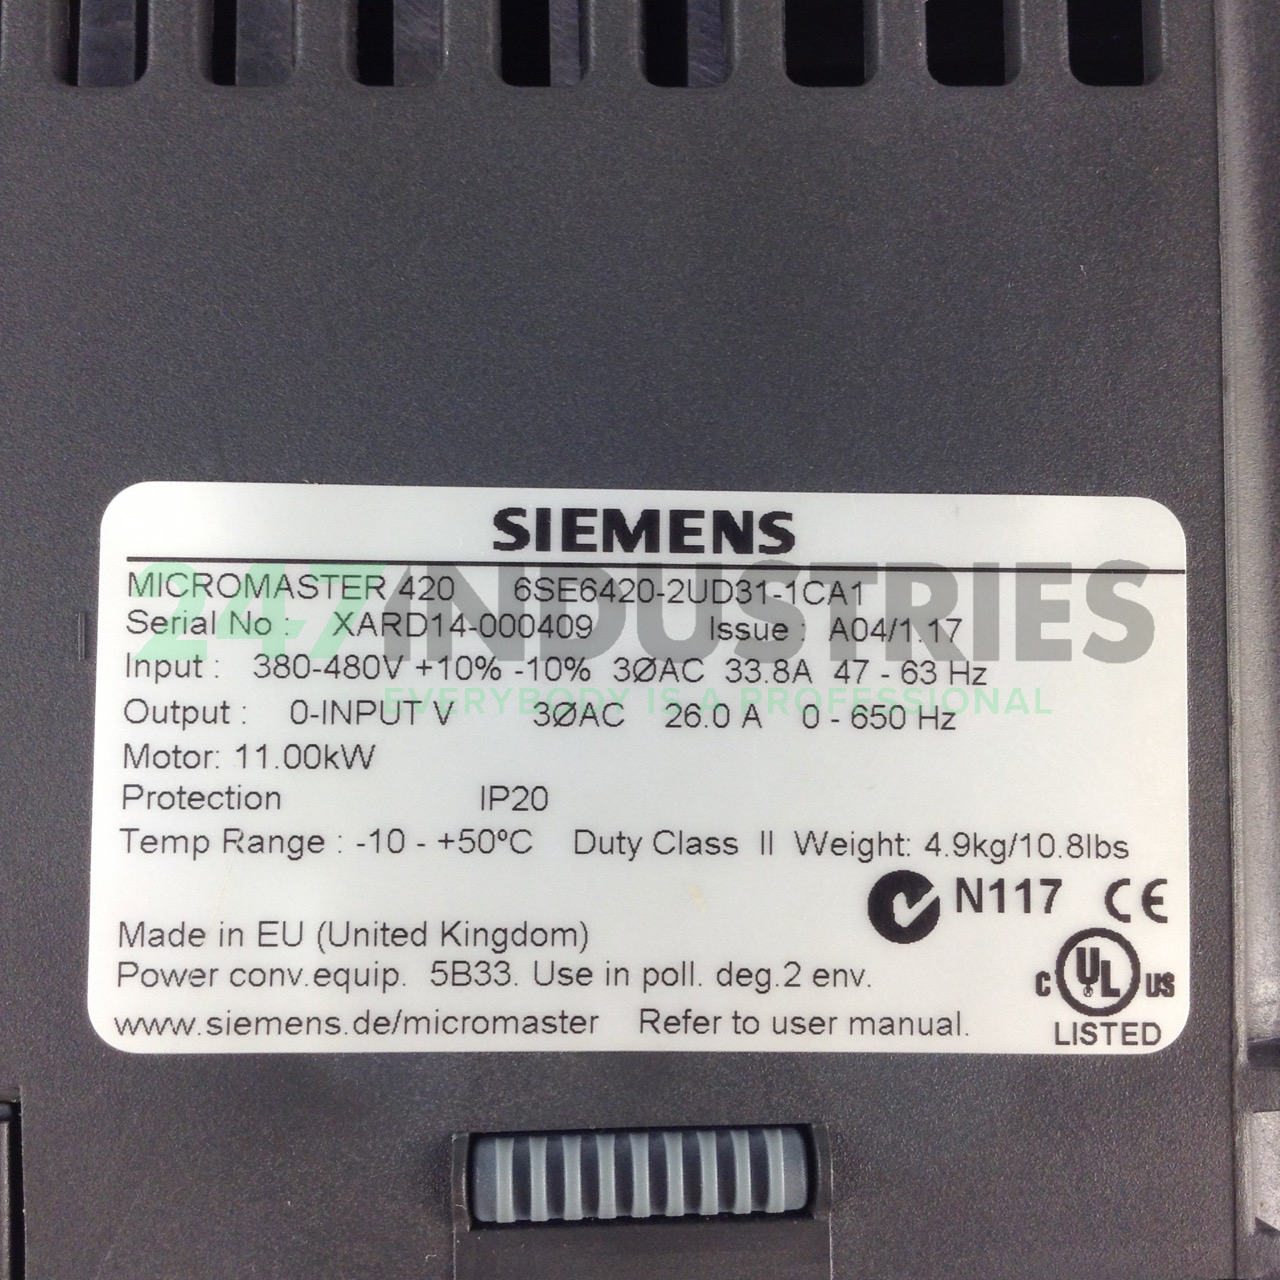 SIEMENS
MICROMASTER 420 6SE6420-2UD31-1CA1
247INDUSTRIES
Serial No : XARD14-000409 Issue : A04/1.17
Input : 380-480V +10% -10% 3ØAC 33.8A 47 - 63 Hz
EVERYBODY IS A PROFESSIONAL
Output : 0-INPUT V 3ØAC 26.0 A 0 - 650 Hz
Motor: 11.00kW
Protection IP20
Temp Range : -10 - +50ºC Duty Class II Weight: 4.9kg/10.8lbs
N117 CE
Made in EU (United Kingdom)
Power conv.equip. 5B33. Use in poll. deg.2 env.
C UL US
www.siemens.de/micromaster Refer to user manual.
LISTED